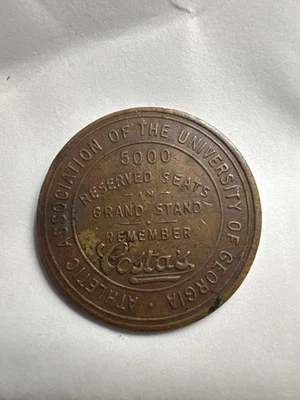 ATHLETIC ASSOCIATION OF THE UNIVERSITY OF GEORGIA
5000
RESERVED SEATS
IN
GRAND STAND
REMEMBER
Costa's